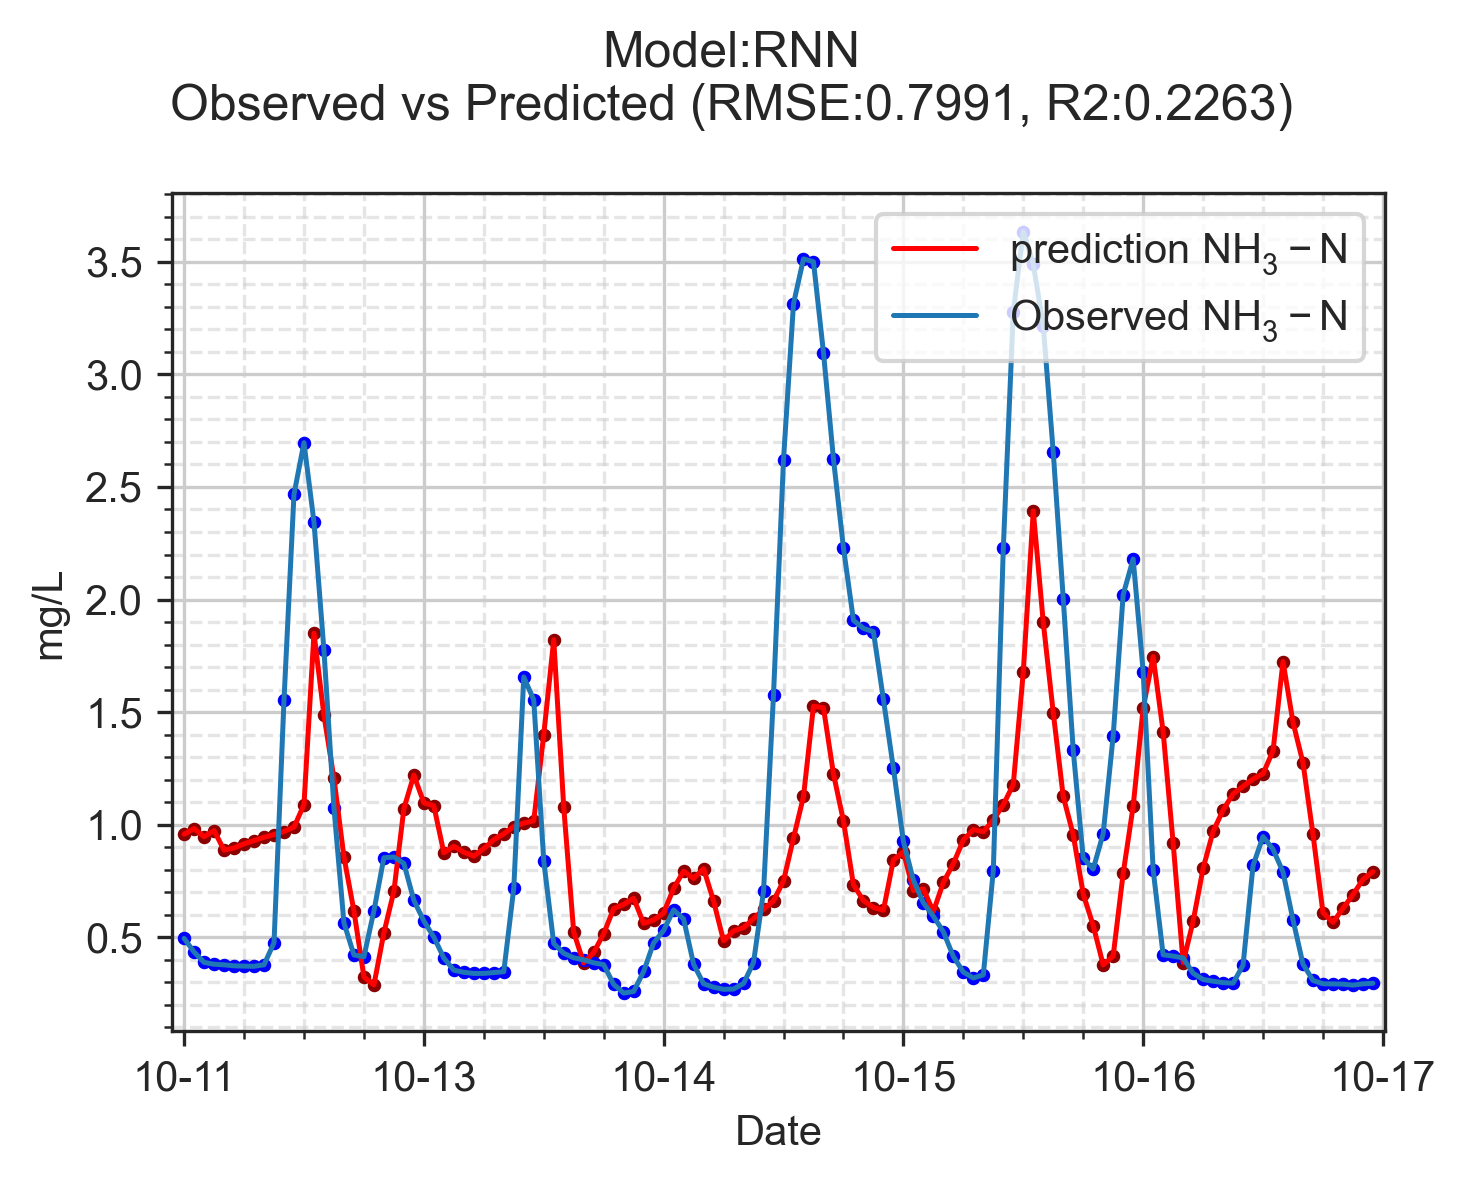 Model:RNN
Observed vs Predicted (RMSE:0.7991, R2:0.2263)
prediction NH₃ − N
Observed NH₃ − N
3.5
3.0
2.5
2.0
1.5
1.0
0.5
mg/L
10-11 10-13 10-14 10-15 10-16 10-17
Date